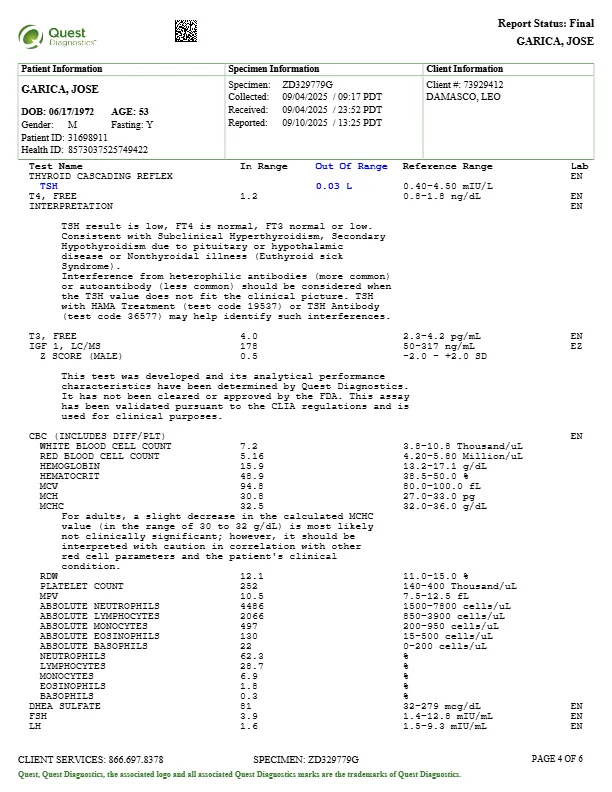 Quest
Diagnostics™
Report Status: Final
GARICA, JOSE
Patient Information
Specimen Information
Client Information
GARICA, JOSE
DOB: 06/17/1972 AGE: 53
Gender: M Fasting: Y
Patient ID: 31698911
Health ID: 8573037525749422
Specimen: ZD329779G
Collected: 09/04/2025 / 09:17 PDT
Received: 09/04/2025 / 23:52 PDT
Reported: 09/10/2025 / 13:25 PDT
Client #: 73929412
DAMASCO, LEO
Test Name In Range Out Of Range Reference Range Lab
THYROID CASCADING REFLEX EN
TSH 0.03 L 0.40-4.50 mIU/L
T4, FREE 1.2 0.8-1.8 ng/dL EN
INTERPRETATION EN
TSH result is low, FT4 is normal, FT3 normal or low.
Consistent with Subclinical Hyperthyroidism, Secondary
Hypothyroidism due to pituitary or hypothalamic
disease or Nonthyroidal illness (Euthyroid sick
Syndrome).
Interference from heterophilic antibodies (more common)
or autoantibody (less common) should be considered when
the TSH value does not fit the clinical picture. TSH
with HAMA Treatment (test code 19537) or TSH Antibody
(test code 36577) may help identify such interferences.
T3, FREE 4.0 2.3-4.2 pg/mL EN
IGF 1, LC/MS 178 50-317 ng/mL EZ
Z SCORE (MALE) 0.5 -2.0 - +2.0 SD
This test was developed and its analytical performance
characteristics have been determined by Quest Diagnostics.
It has not been cleared or approved by the FDA. This assay
has been validated pursuant to the CLIA regulations and is
used for clinical purposes.
CBC (INCLUDES DIFF/PLT) EN
WHITE BLOOD CELL COUNT 7.2 3.8-10.8 Thousand/uL
RED BLOOD CELL COUNT 5.16 4.20-5.80 Million/uL
HEMOGLOBIN 15.9 13.2-17.1 g/dL
HEMATOCRIT 48.9 38.5-50.0 %
MCV 94.8 80.0-100.0 fL
MCH 30.8 27.0-33.0 pg
MCHC 32.5 32.0-36.0 g/dL
For adults, a slight decrease in the calculated MCHC
value (in the range of 30 to 32 g/dL) is most likely
not clinically significant; however, it should be
interpreted with caution in correlation with other
red cell parameters and the patient's clinical
condition.
RDW 12.1 11.0-15.0 %
PLATELET COUNT 252 140-400 Thousand/uL
MPV 10.5 7.5-12.5 fL
ABSOLUTE NEUTROPHILS 4486 1500-7800 cells/uL
ABSOLUTE LYMPHOCYTES 2066 850-3900 cells/uL
ABSOLUTE MONOCYTES 497 200-950 cells/uL
ABSOLUTE EOSINOPHILS 130 15-500 cells/uL
ABSOLUTE BASOPHILS 22 0-200 cells/uL
NEUTROPHILS 62.3 %
LYMPHOCYTES 28.7 %
MONOCYTES 6.9 %
EOSINOPHILS 1.8 %
BASOPHILS 0.3 %
DHEA SULFATE 81 32-279 mcg/dL EN
FSH 3.9 1.4-12.8 mIU/mL EN
LH 1.6 1.5-9.3 mIU/mL EN
CLIENT SERVICES: 866.697.8378 SPECIMEN: ZD329779G PAGE 4 OF 6
Quest, Quest Diagnostics, the associated logo and all associated Quest Diagnostics marks are the trademarks of Quest Diagnostics.